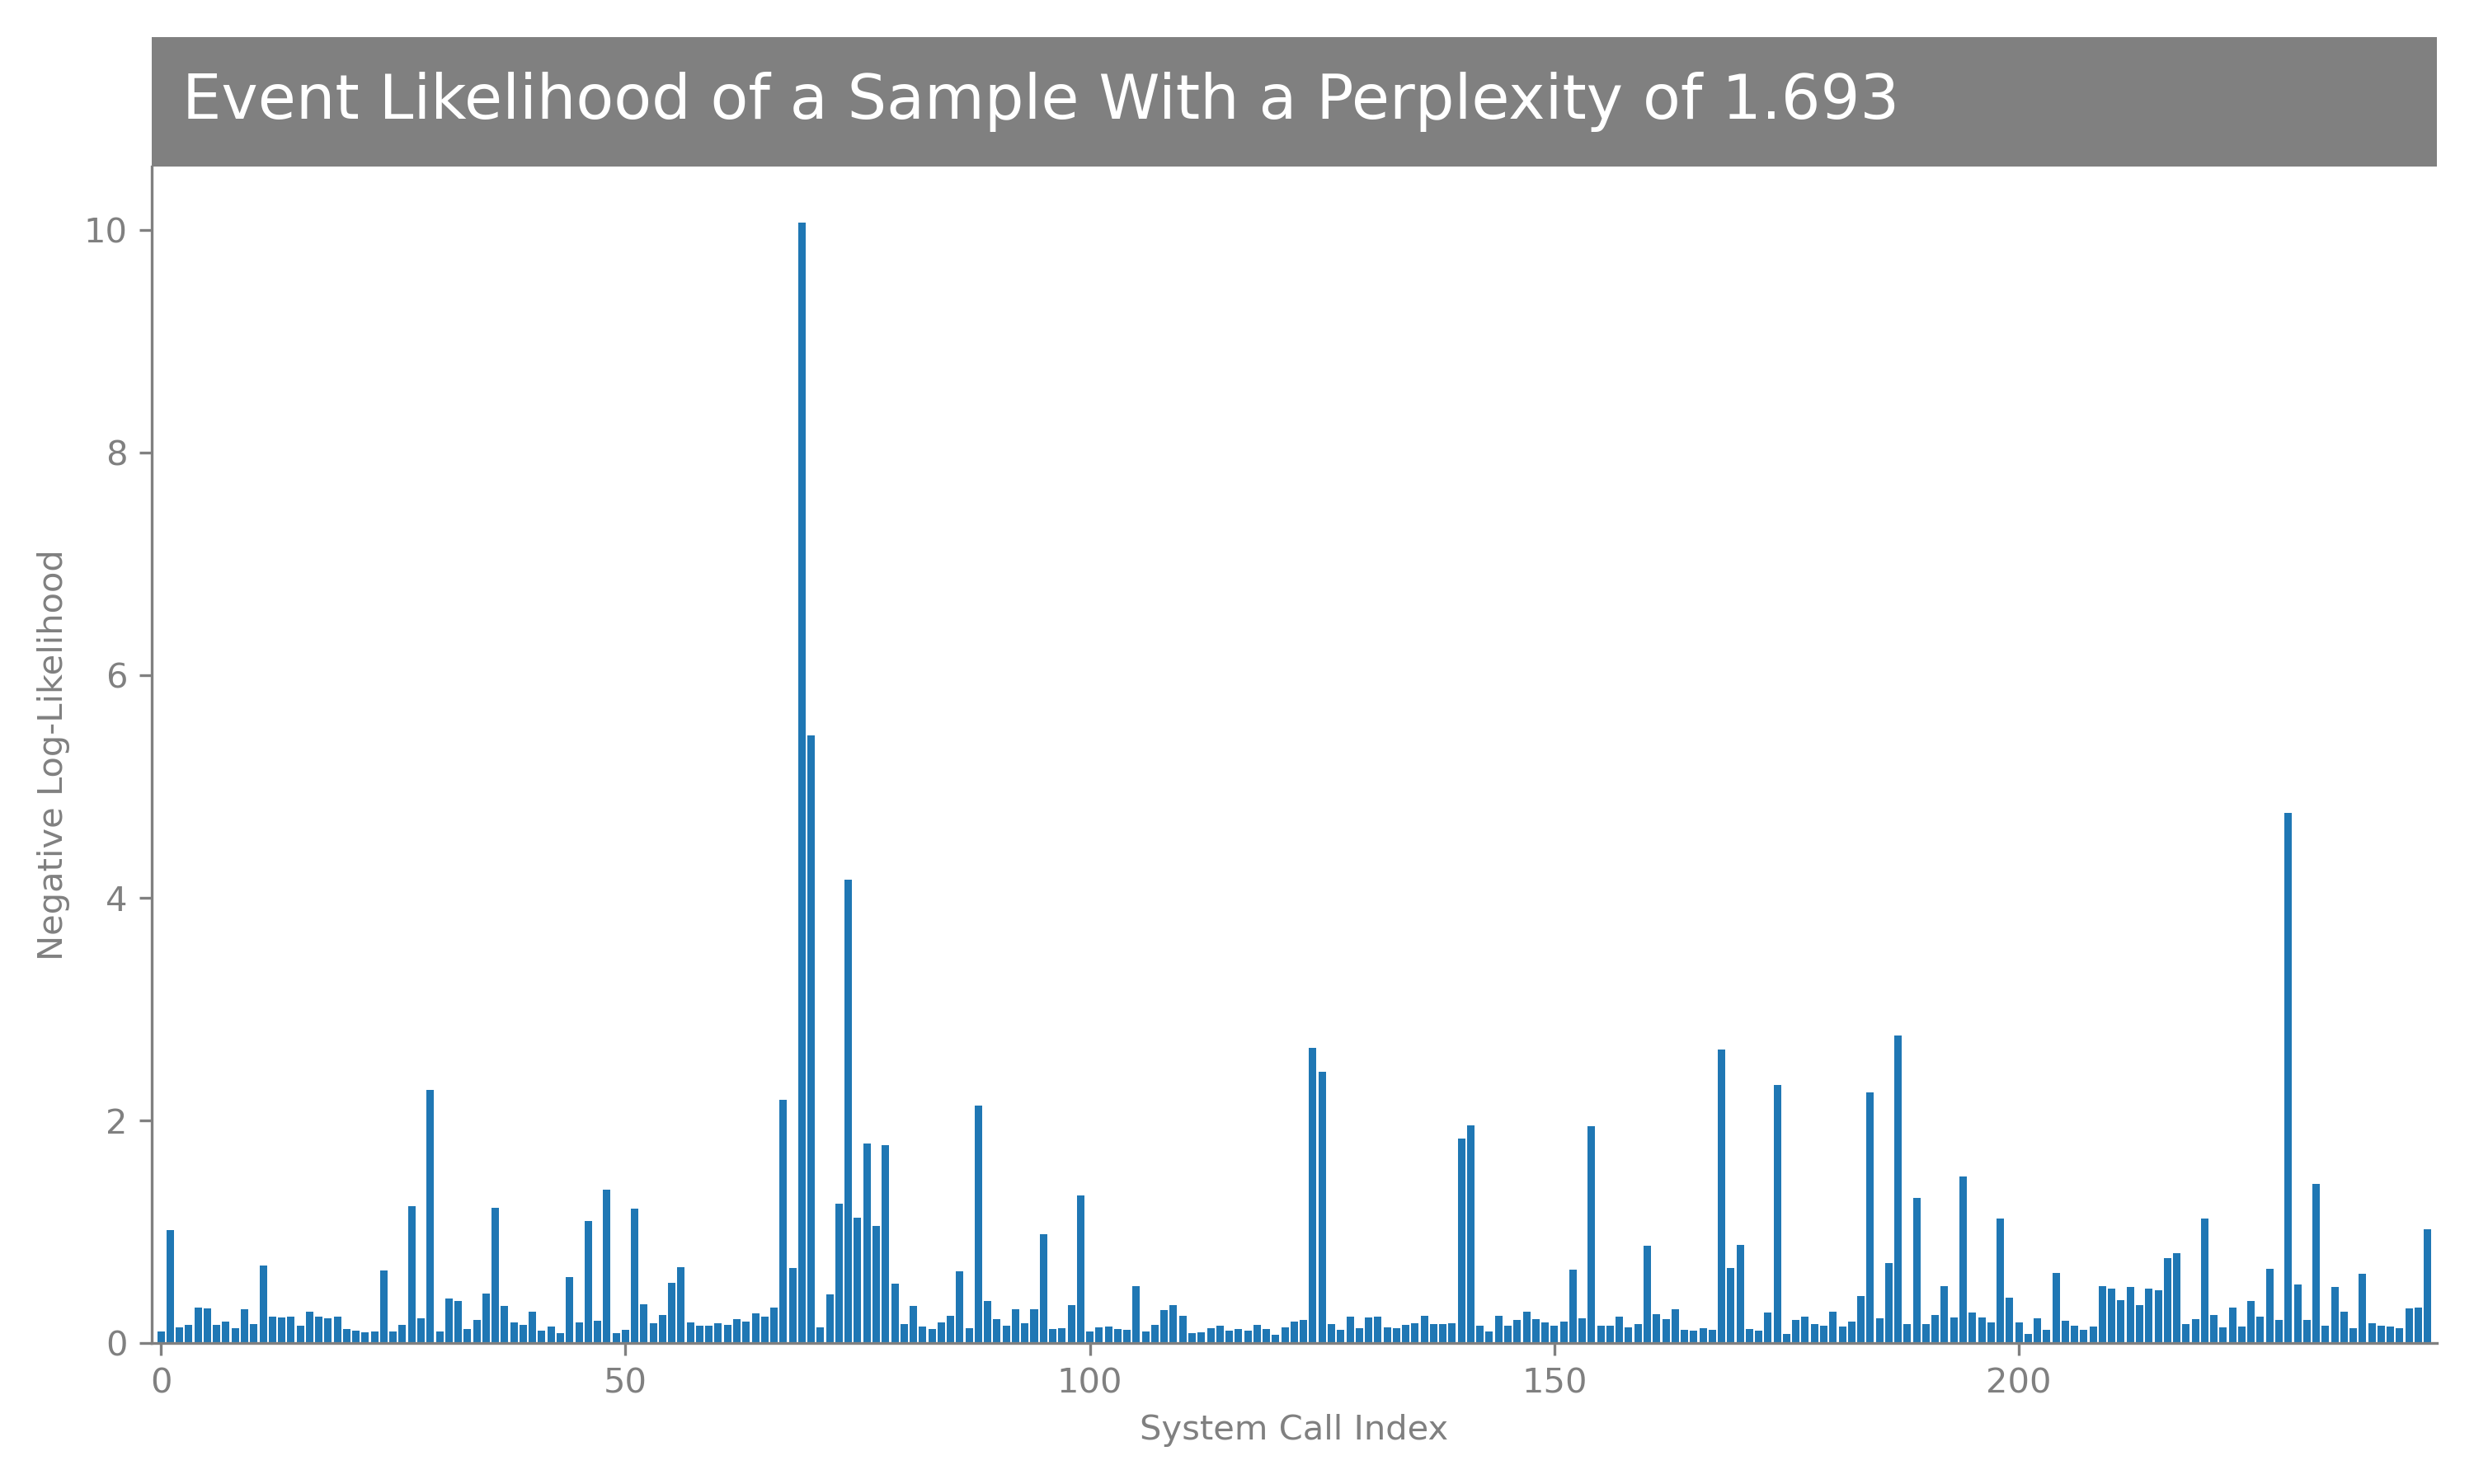 Event Likelihood of a Sample With a Perplexity of 1.693
10
8
6
4
2
0
Negative Log-Likelihood
0 50 100 150 200
System Call Index